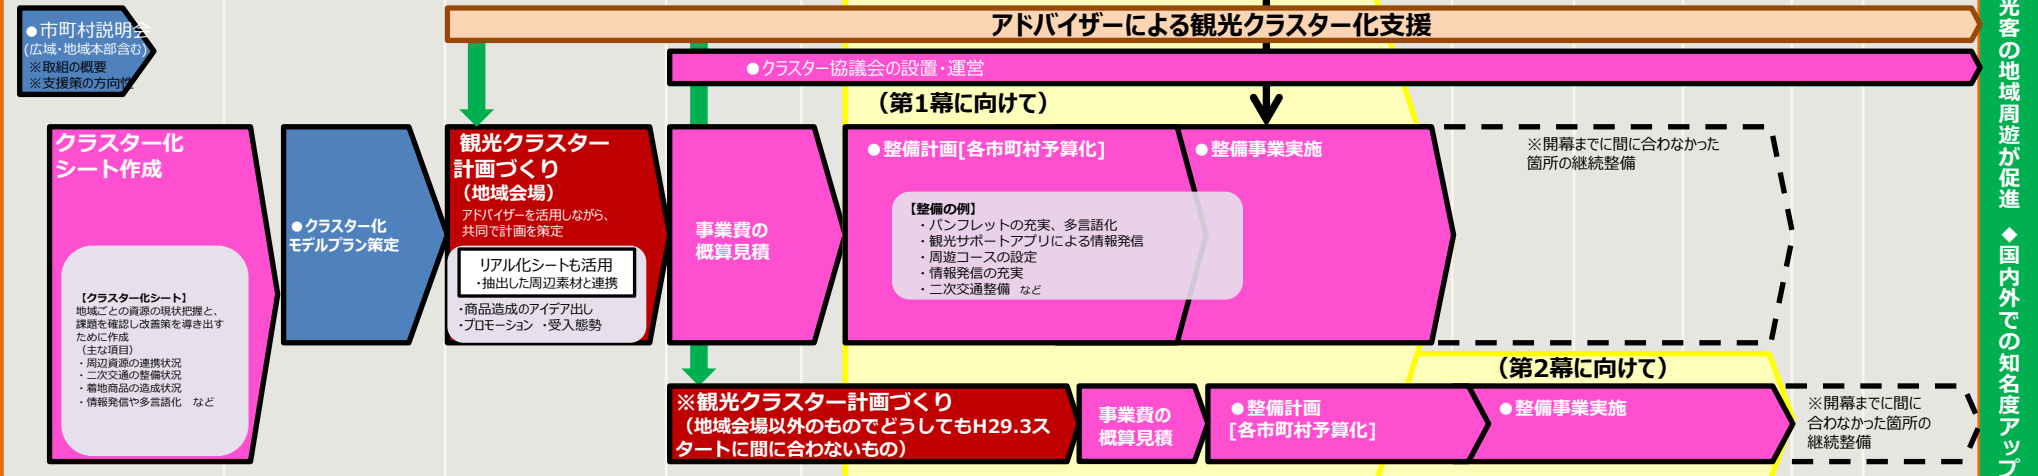 ●市町村説明会
(広域・地域本部含む)
※取組の概要
※支援策の方向性
アドバイザーによる観光クラスター化支援
●クラスター協議会の設置・運営
(第1幕に向けて)
クラスター化
シート作成
【クラスター化シート】
地域ごとの資源の現状把握と、
課題を確認し改善策を導き出す
ために作成
(主な項目)
・周辺資源の連携状況
・二次交通の整備状況
・着地商品の造成状況
・情報発信や多言語化 など
●クラスター化
モデルプラン策定
観光クラスター
計画づくり
(地域会場)
アドバイザーを活用しながら、
共同で計画を策定
リアル化シートも活用
・抽出した周辺素材と連携
・商品造成のアイデア出し
・プロモーション ・受入態勢
事業費の
概算見積
●整備計画[各市町村予算化]
●整備事業実施
【整備の例】
・パンフレットの充実、多言語化
・観光サポートアプリによる情報発信
・周遊コースの設定
・情報発信の充実
・二次交通整備 など
※開幕までに間に合わなかった
箇所の継続整備
(第2幕に向けて)
※観光クラスター計画づくり
(地域会場以外のものでどうしてもH29.3ス
タートに間に合わないもの)
事業費の
概算見積
●整備計画
[各市町村予算化]
●整備事業実施
※開幕までに間に
合わなかった箇所の
継続整備
光客の地域周遊が促進 ◆国内外での知名度アップ